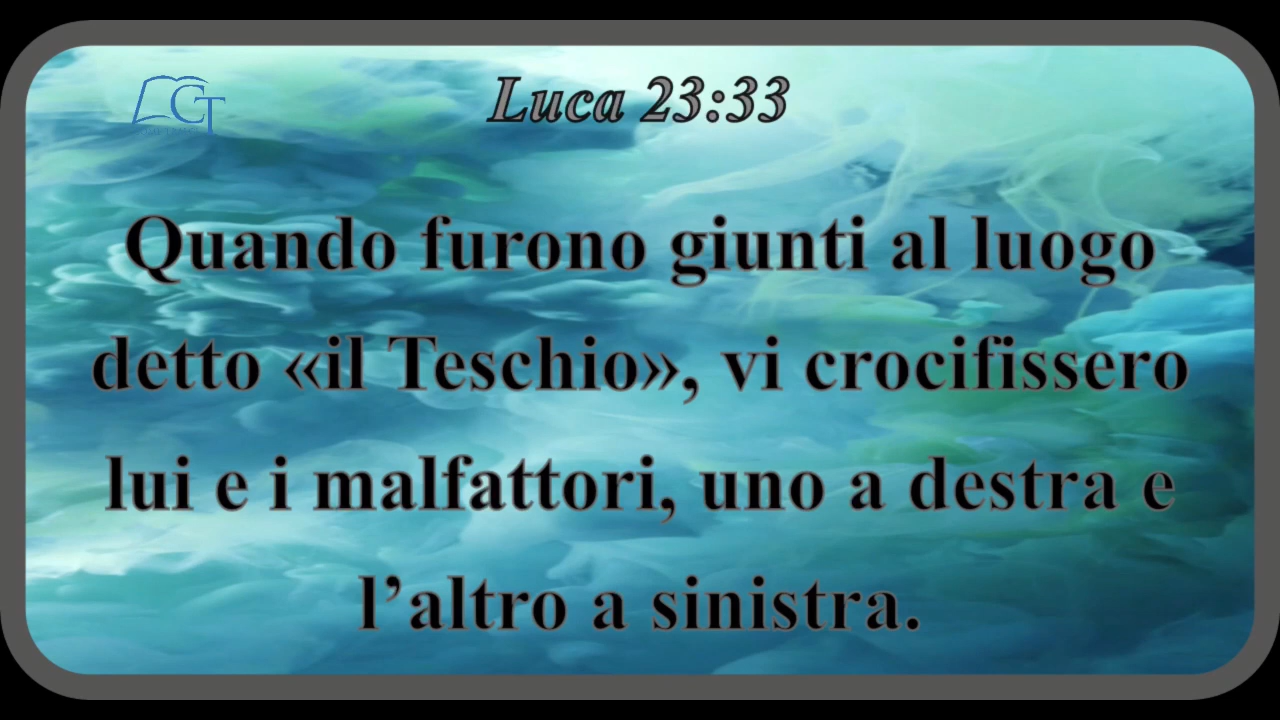 CT
Luca 23:33
Quando furono giunti al luogo
detto «il Teschio», vi crocifissero
lui e i malfattori, uno a destra e
l’altro a sinistra.